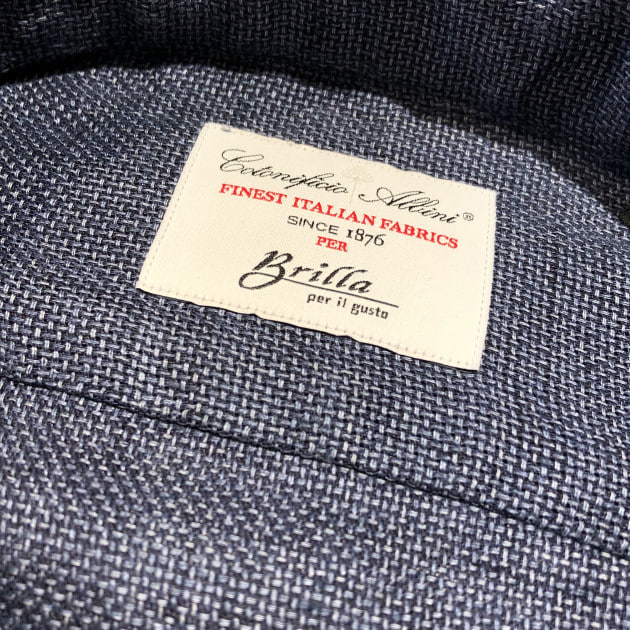 Cotonificio Albini®
FINEST ITALIAN FABRICS
SINCE 1876
PER
Brilla
per il gusto